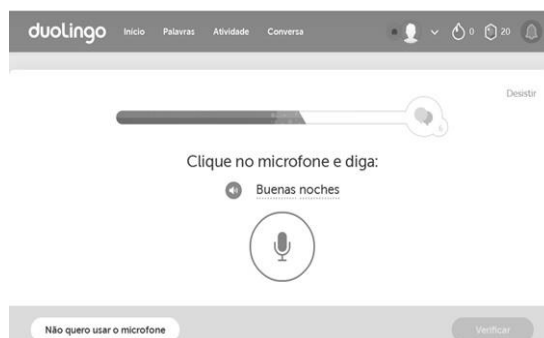 duolingo Início Palavras Atividade Conversa 0 20
Desistir
Clique no microfone e diga:
Buenas noches
Não quero usar o microfone Verificar